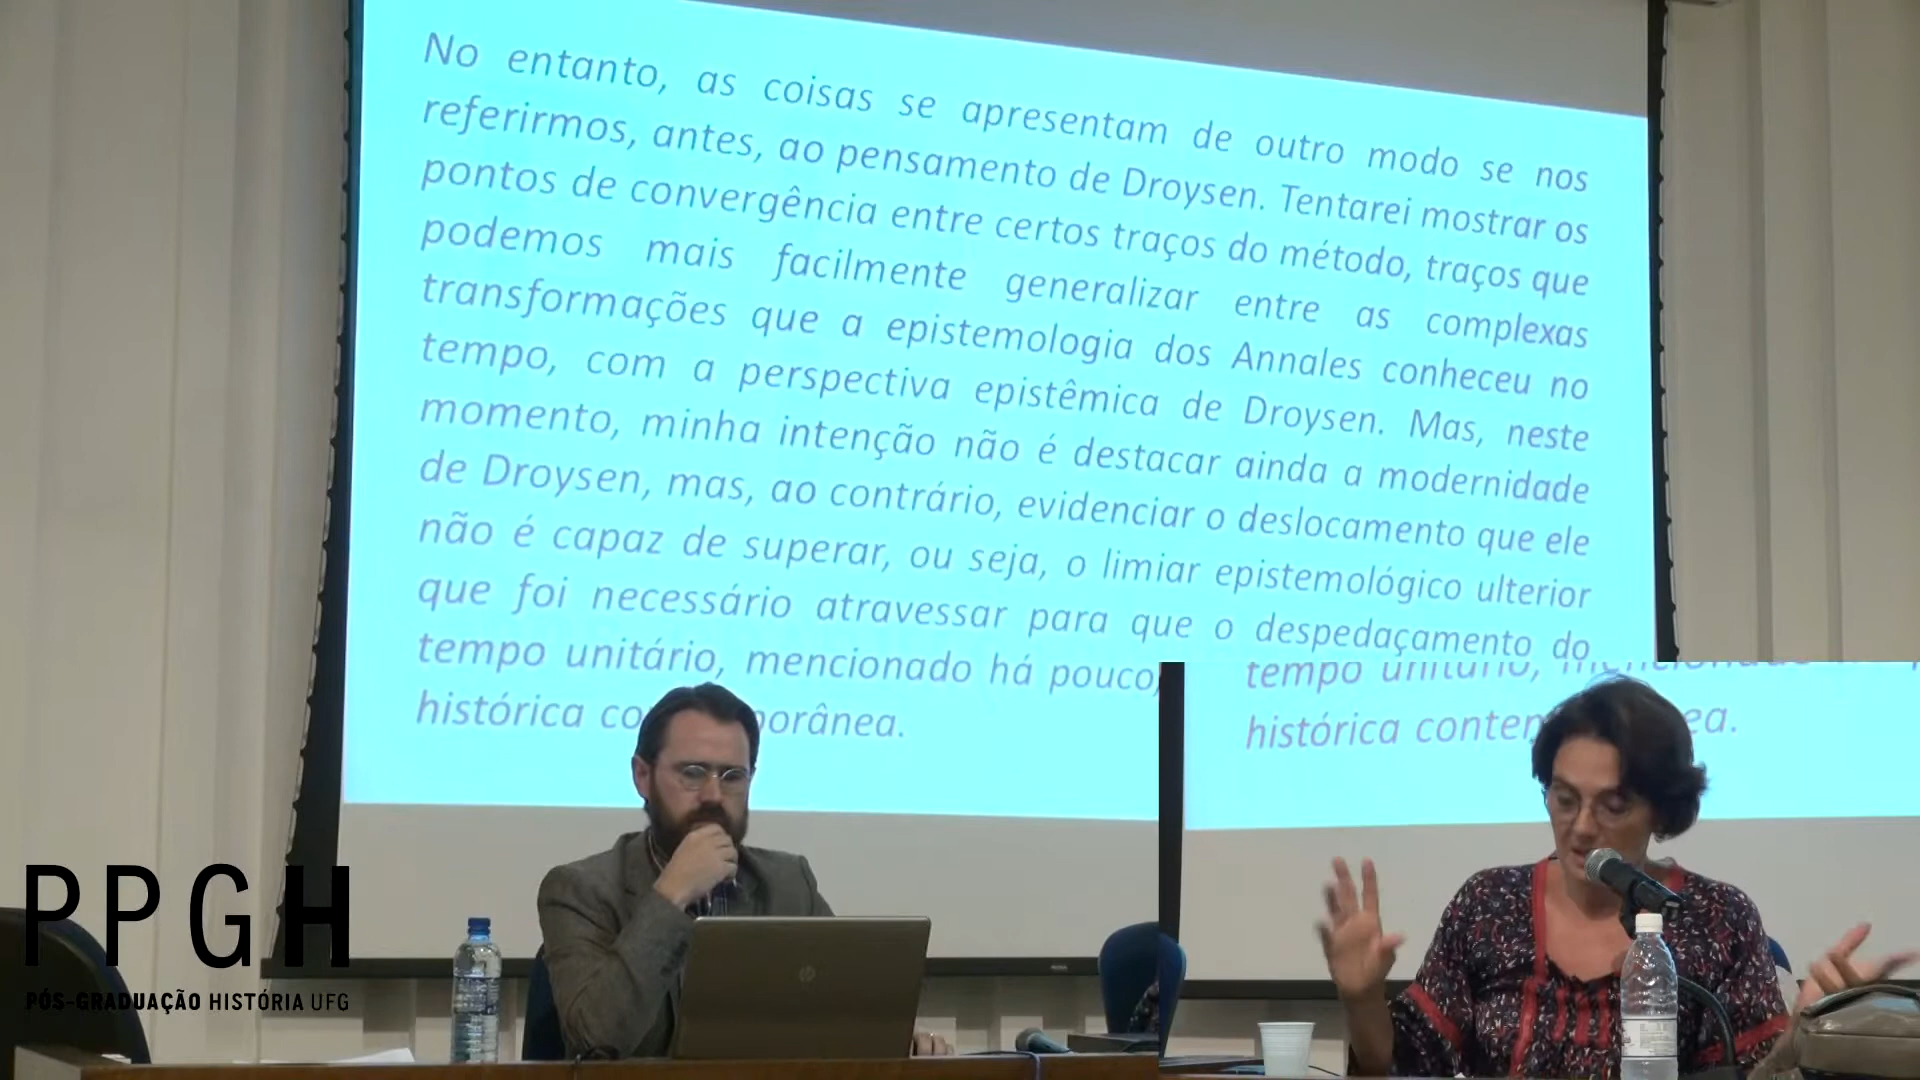 No entanto, as coisas se apresentam de outro modo se nos
referirmos, antes, ao pensamento de Droysen. Tentarei mostrar os
pontos de convergência entre certos traços do método, traços que
podemos mais facilmente generalizar entre as complexas
transformações que a epistemologia dos Annales conheceu no
tempo, com a perspectiva epistêmica de Droysen. Mas, neste
momento, minha intenção não é destacar ainda a modernidade
de Droysen, mas, ao contrário, evidenciar o deslocamento que ele
não é capaz de superar, ou seja, o limiar epistemológico ulterior
que foi necessário atravessar para que o despedaçamento do
tempo unitário, mencionado há pouco,
histórica co porânea.
tempo unitário,
histórica conte ea.
PPGH
PÓS-GRADUAÇÃO HISTÓRIA UFG
hp